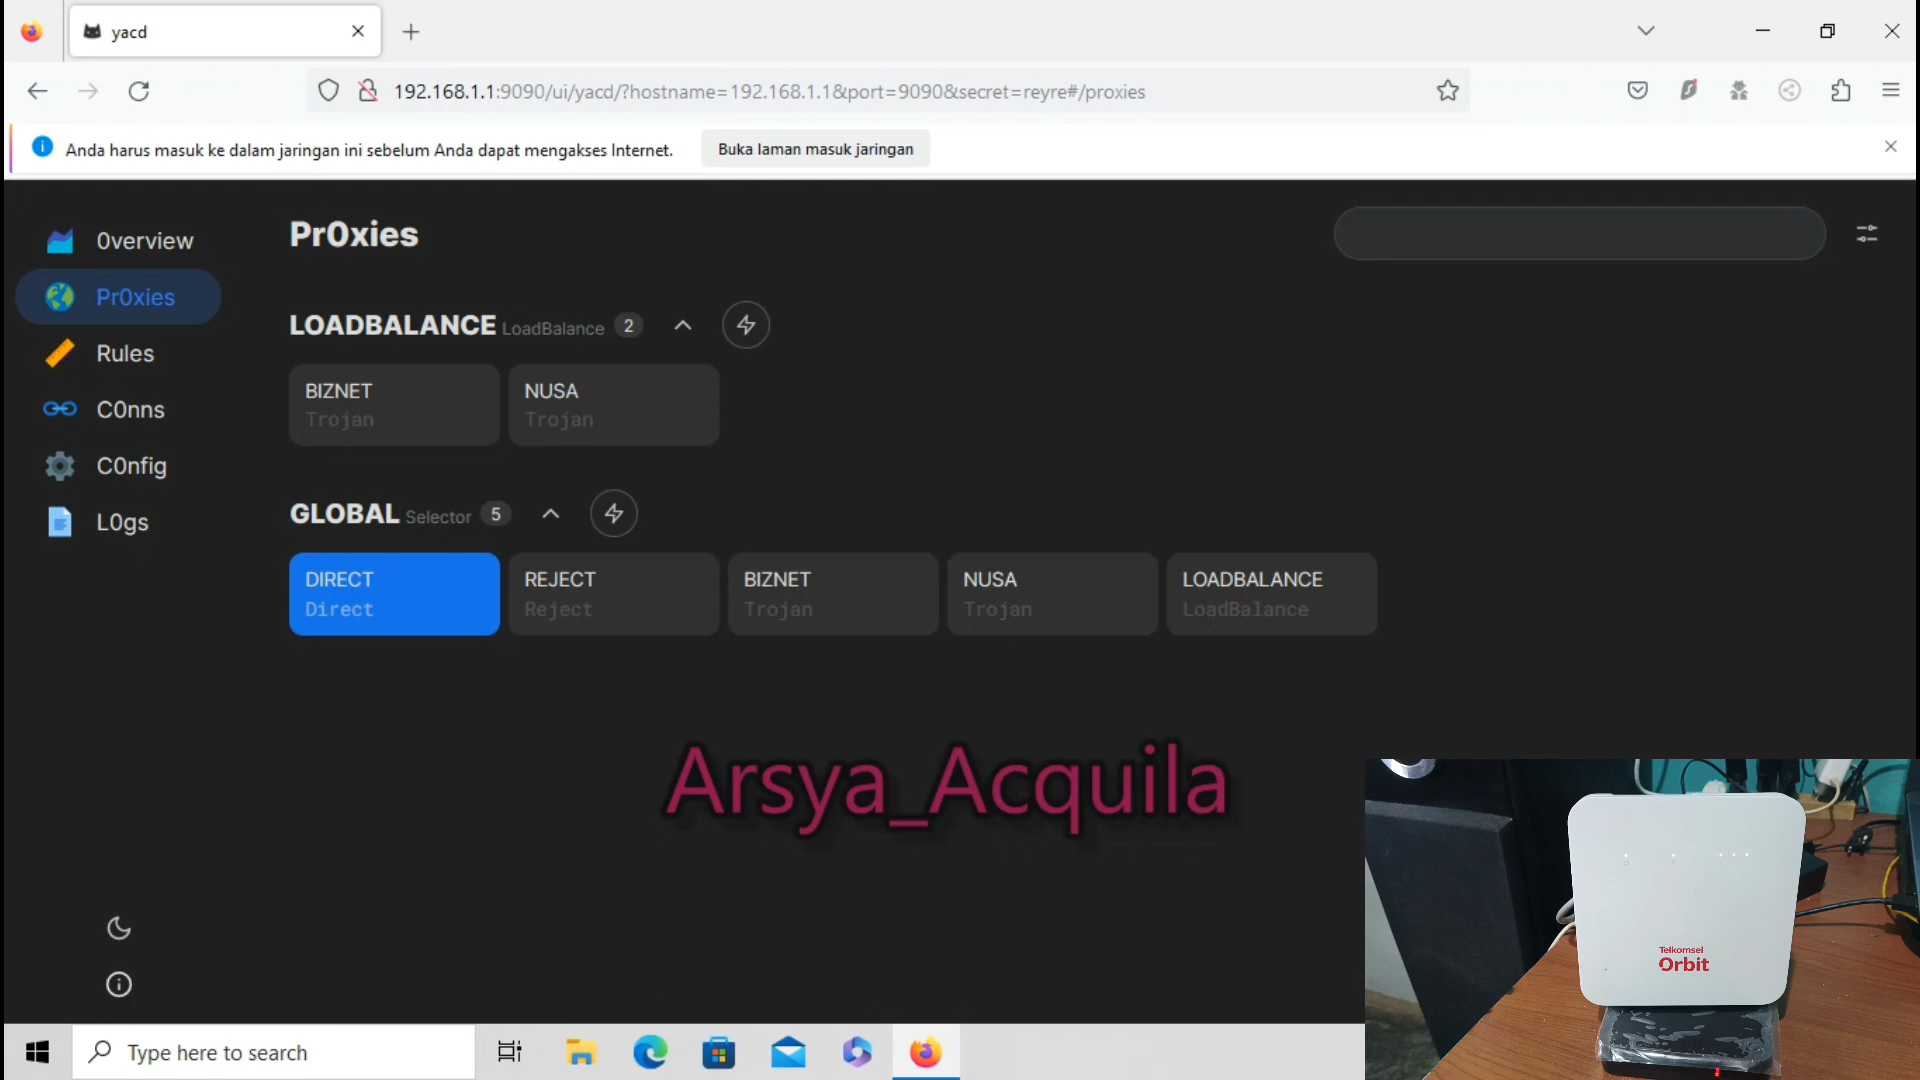 yacd
192.168.1.1:9090/ui/yacd/?hostname=192.168.1.1&port=9090&secret=reyre#/proxies
Anda harus masuk ke dalam jaringan ini sebelum Anda dapat mengakses Internet.
Buka laman masuk jaringan
0verview
Pr0xies
Rules
C0nns
C0nfig
L0gs
Pr0xies
LOADBALANCE LoadBalance 2
BIZNET
Trojan
NUSA
Trojan
GLOBAL Selector 5
DIRECT
Direct
REJECT
Reject
BIZNET
Trojan
NUSA
Trojan
LOADBALANCE
LoadBalance
Arsya_Acquila
Telkomsel
Orbit
Type here to search